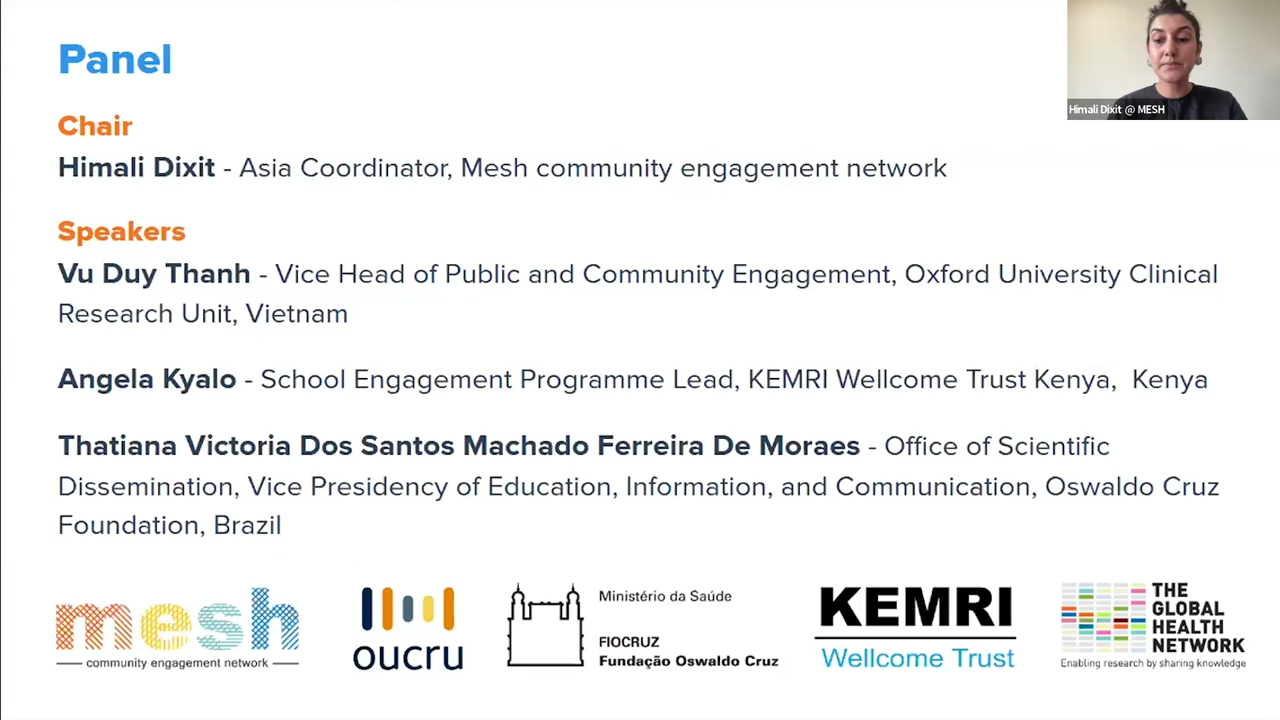 Panel
Himali Dixit @ MESH
Chair
Himali Dixit - Asia Coordinator, Mesh community engagement network
Speakers
Vu Duy Thanh - Vice Head of Public and Community Engagement, Oxford University Clinical
Research Unit, Vietnam
Angela Kyalo - School Engagement Programme Lead, KEMRI Wellcome Trust Kenya, Kenya
Thatiana Victoria Dos Santos Machado Ferreira De Moraes - Office of Scientific
Dissemination, Vice Presidency of Education, Information, and Communication, Oswaldo Cruz
Foundation, Brazil
mesh
community engagement network
oucru
Ministério da Saúde
FIOCRUZ
Fundação Oswaldo Cruz
KEMRI
Wellcome Trust
THE
GLOBAL
HEALTH
NETWORK
Enabling research by sharing knowledge